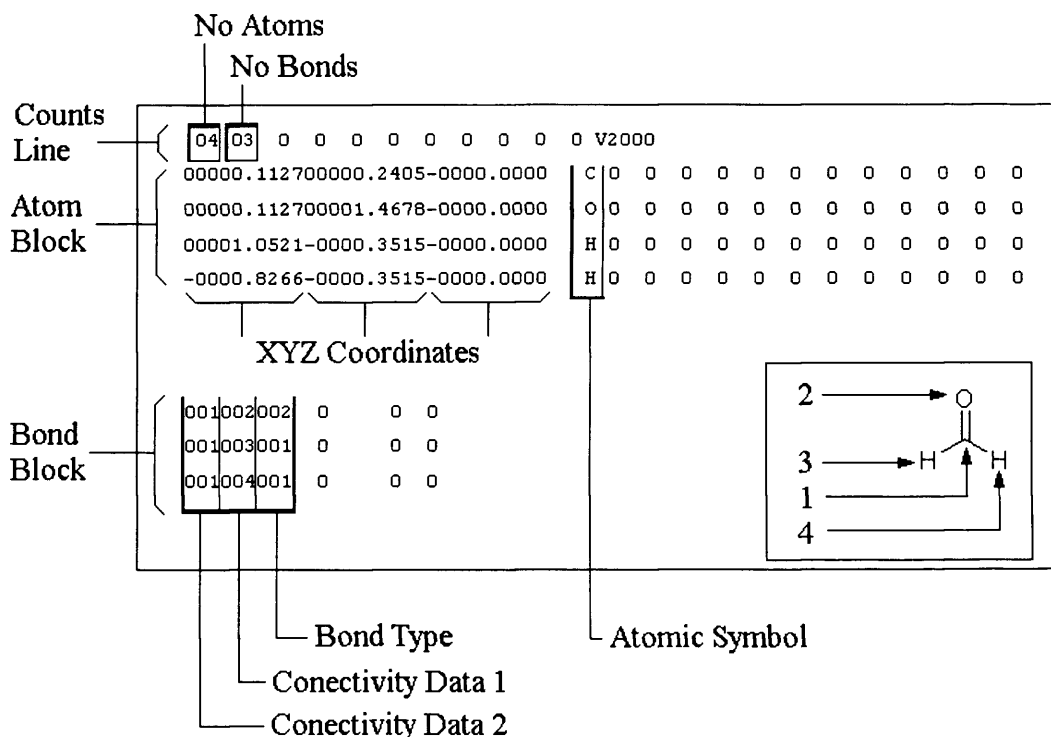 No Atoms
No Bonds
Counts
Line
04 03 0 0 0 0 0 0 0 0 0 V2000
Atom
Block
00000.112700000.2405-0000.0000 C 0 0 0 0 0 0 0 0 0 0 0 0
00000.112700001.4678-0000.0000 O 0 0 0 0 0 0 0 0 0 0 0 0
00001.0521-0000.3515-0000.0000 H 0 0 0 0 0 0 0 0 0 0 0 0
-0000.8266-0000.3515-0000.0000 H 0 0 0 0 0 0 0 0 0 0 0 0
XYZ Coordinates
Bond
Block
001002002 0 0 0
001003001 0 0 0
001004001 0 0 0
2 O
3 H H
1
4
Bond Type
Atomic Symbol
Conectivity Data 1
Conectivity Data 2